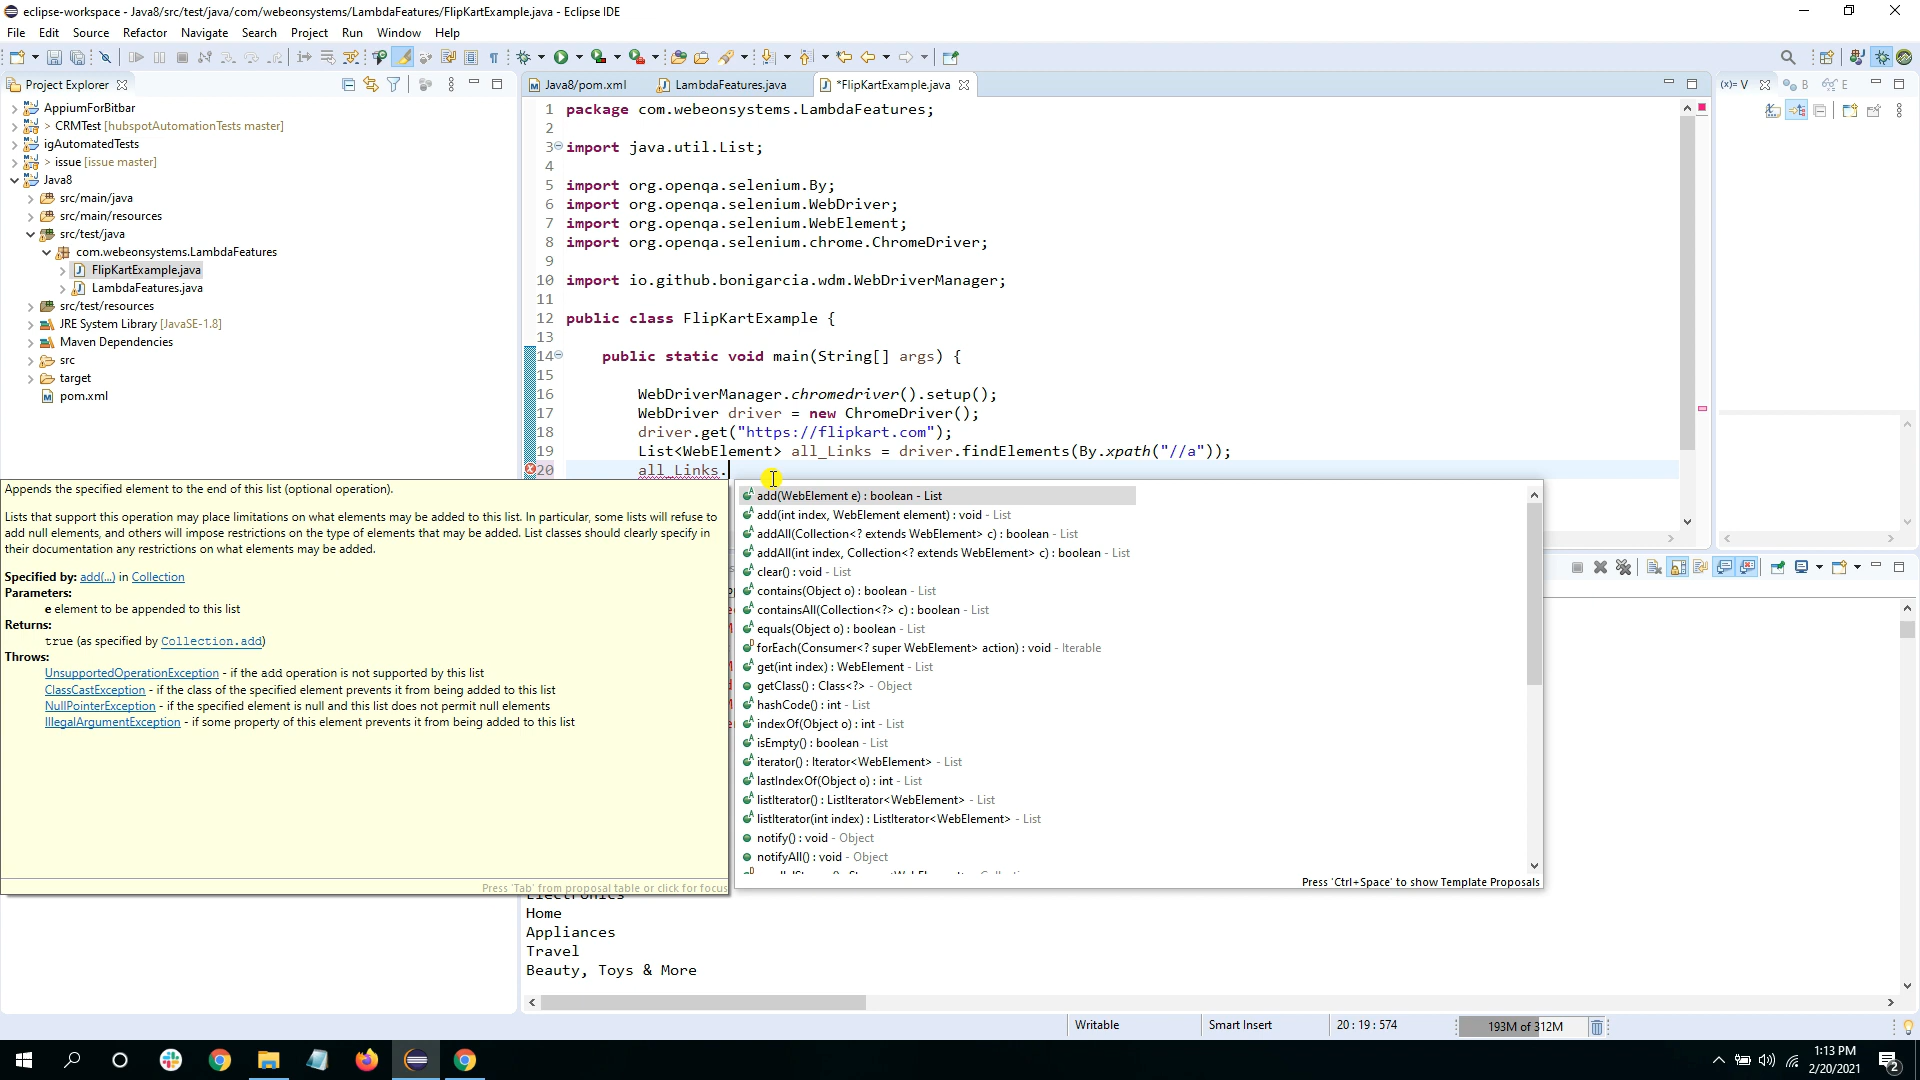 eclipse-workspace - Java8/src/test/java/com/webeonsystems/LambdaFeatures/FlipKartExample.java - Eclipse IDE
File Edit Source Refactor Navigate Search Project Run Window Help
Project Explorer
Java8/pom.xml LambdaFeatures.java *FlipKartExample.java
(x)= V B E
AppiumForBitbar
> CRMTest [hubspotAutomationTests master]
igAutomatedTests
> issue [issue master]
Java8
src/main/java
src/main/resources
src/test/java
com.webeonsystems.LambdaFeatures
FlipKartExample.java
LambdaFeatures.java
src/test/resources
JRE System Library [JavaSE-1.8]
Maven Dependencies
src
target
pom.xml
1 package com.webeonsystems.LambdaFeatures;
2
3 import java.util.List;
4
5 import org.openqa.selenium.By;
6 import org.openqa.selenium.WebDriver;
7 import org.openqa.selenium.WebElement;
8 import org.openqa.selenium.chrome.ChromeDriver;
9
10 import io.github.bonigarcia.wdm.WebDriverManager;
11
12 public class FlipKartExample {
13
14 public static void main(String[] args) {
15
16 WebDriverManager.chromedriver().setup();
17 WebDriver driver = new ChromeDriver();
18 driver.get("https://flipkart.com");
19 List<WebElement> all_Links = driver.findElements(By.xpath("//a"));
20 all_Links.
Appends the specified element to the end of this list (optional operation).
Lists that support this operation may place limitations on what elements may be added to this list. In particular, some lists will refuse to
add null elements, and others will impose restrictions on the type of elements that may be added. List classes should clearly specify in
their documentation any restrictions on what elements may be added.
Specified by: add(...) in Collection
Parameters:
e element to be appended to this list
Returns:
true (as specified by Collection.add)
Throws:
UnsupportedOperationException - if the add operation is not supported by this list
ClassCastException - if the class of the specified element prevents it from being added to this list
NullPointerException - if the specified element is null and this list does not permit null elements
IllegalArgumentException - if some property of this element prevents it from being added to this list
Press 'Tab' from proposal table or click for focus
add(WebElement e) : boolean - List
add(int index, WebElement element) : void - List
addAll(Collection<? extends WebElement> c) : boolean - List
addAll(int index, Collection<? extends WebElement> c) : boolean - List
clear() : void - List
contains(Object o) : boolean - List
containsAll(Collection<?> c) : boolean - List
equals(Object o) : boolean - List
forEach(Consumer<? super WebElement> action) : void - Iterable
get(int index) : WebElement - List
getClass() : Class<?> - Object
hashCode() : int - List
indexOf(Object o) : int - List
isEmpty() : boolean - List
iterator() : Iterator<WebElement> - List
lastIndexOf(Object o) : int - List
listIterator() : ListIterator<WebElement> - List
listIterator(int index) : ListIterator<WebElement> - List
notify() : void - Object
notifyAll() : void - Object
Press 'Ctrl+Space' to show Template Proposals
Electronics
Home
Appliances
Travel
Beauty, Toys & More
Writable Smart Insert 20 : 19 : 574 193M of 312M
1:13 PM
2/20/2021
2